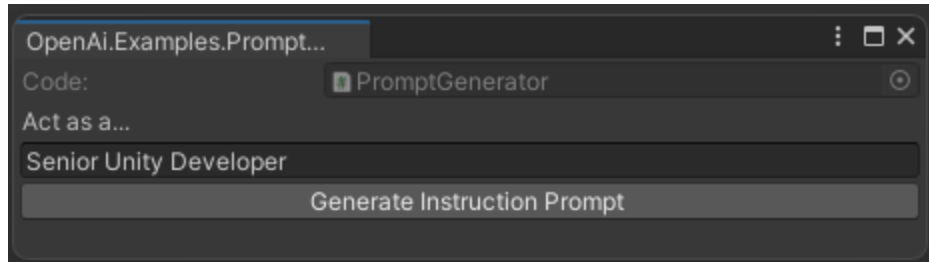 OpenAi.Examples.Prompt...
Code: PromptGenerator
Act as a...
Senior Unity Developer
Generate Instruction Prompt